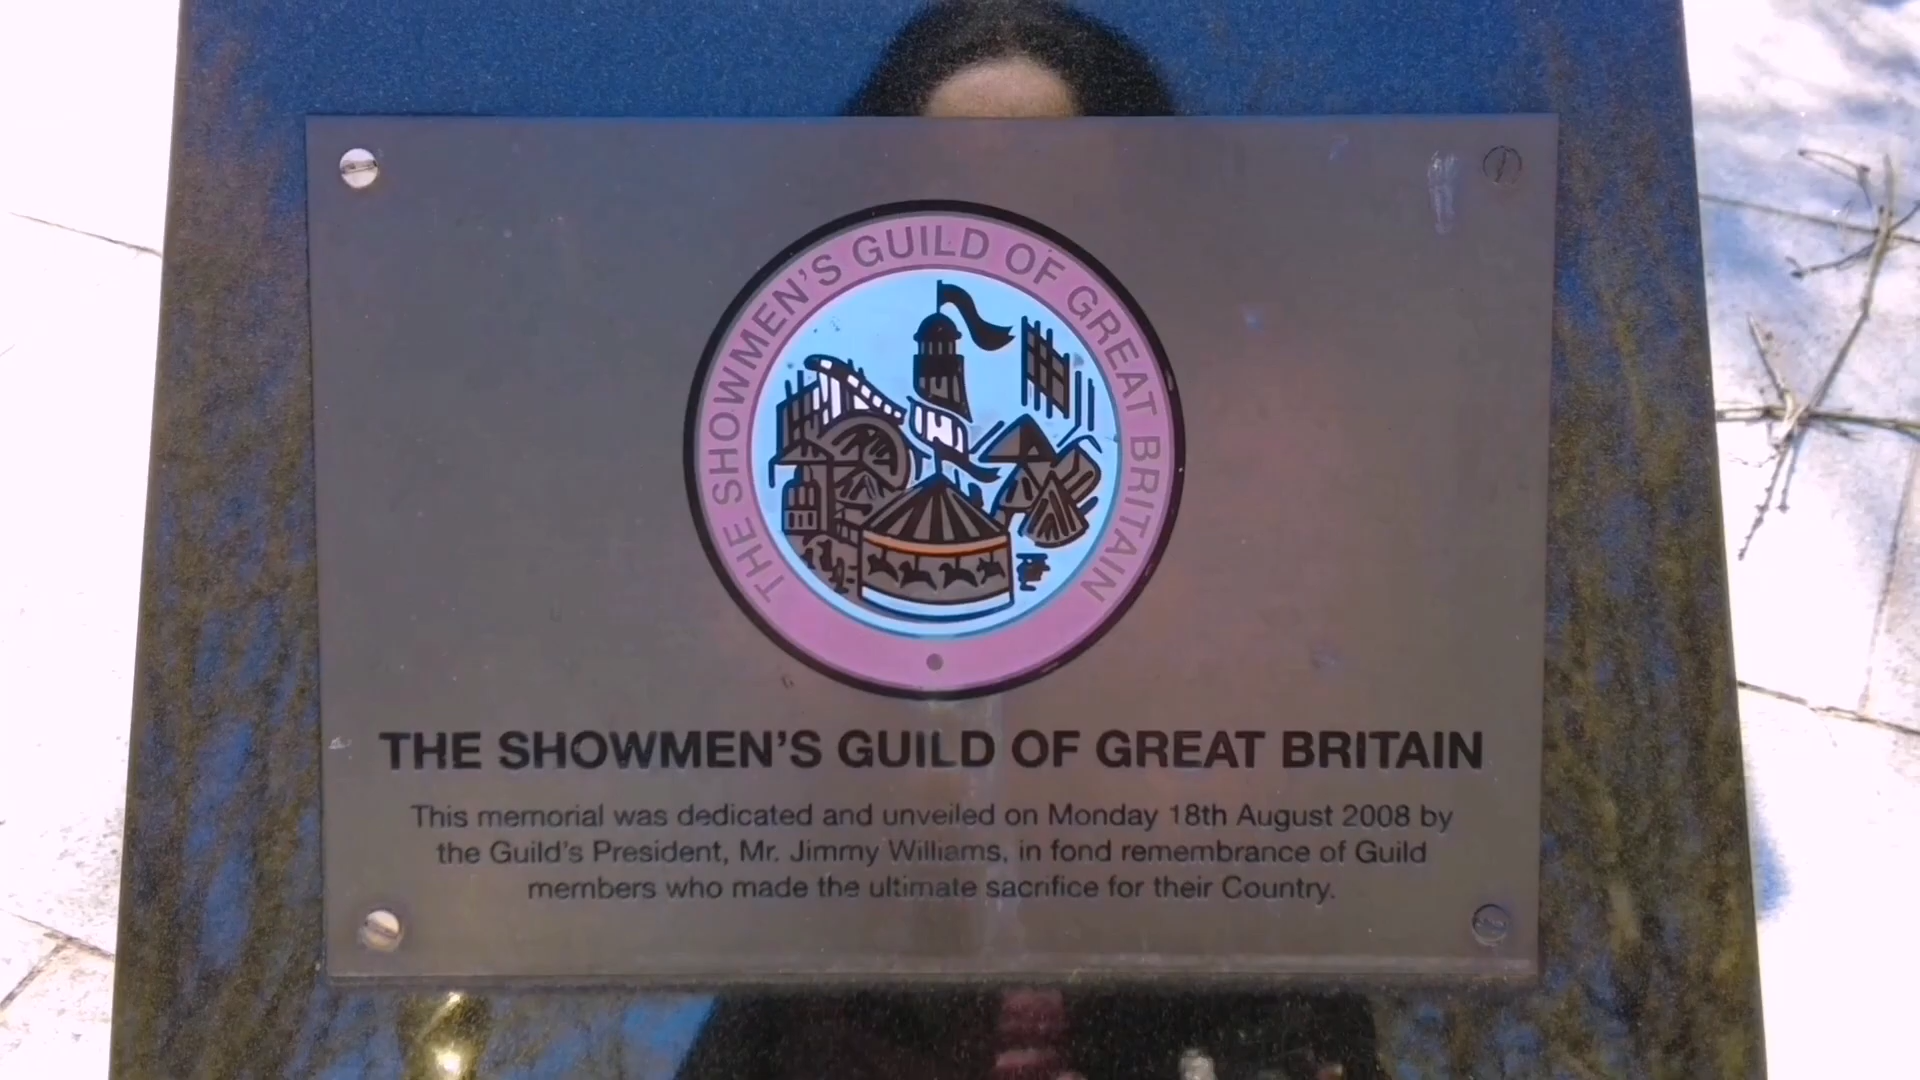 THE SHOWMEN'S GUILD OF GREAT BRITAIN
THE SHOWMEN'S GUILD OF GREAT BRITAIN
This memorial was dedicated and unveiled on Monday 18th August 2008 by
the Guild's President, Mr. Jimmy Williams, in fond remembrance of Guild
members who made the ultimate sacrifice for their Country.